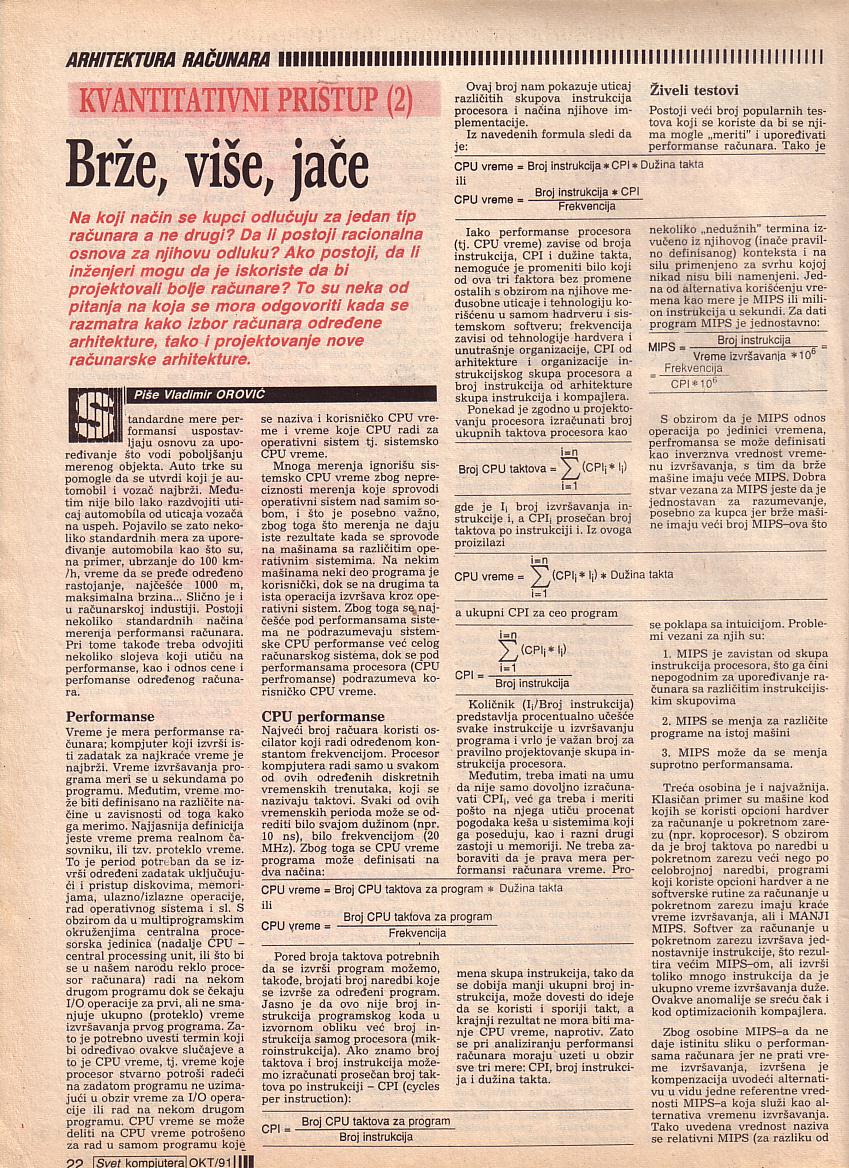 ARHITEKTURA RAČUNARA
KVANTITATIVNI PRISTUP (2)
Brže, više, jače
Na koji način se kupci odlučuju za jedan tip
računara a ne drugi? Da li postoji racionalna
osnova za njihovu odluku? Ako postoji, da li
inženjeri mogu da je iskoriste da bi
projektovali bolje računare? To su neka od
pitanja na koja se mora odgovoriti kada se
razmatra kako izbor računara određene
arhitekture, tako i projektovanje nove
računarske arhitekture.
Piše Vladimir OROVIĆ
S
tandardne mere per-
formansi uspostav-
ljaju osnovu za upo-
ređivanje što vodi poboljšanju
merenog objekta. Auto trke su
pomogle da se utvrdi koji je au-
tomobil i vozač najbrži. Među-
tim nije bilo lako razdvojiti uti-
caj automobila od uticaja vozača
na uspeh. Pojavilo se zato neko-
liko standardnih mera za upore-
đivanje automobila kao što su,
na primer, ubrzanje do 100 km-
/h, vreme da se pređe određeno
rastojanje, najčešće 1000 m,
maksimalna brzina... Slično je i
u računarskoj industiji. Postoji
nekoliko standardnih načina
merenja performansi računara.
Pri tome takođe treba odvojiti
nekoliko slojeva koji utiču na
performanse, kao i odnos cene i
perfomanse određenog računa-
ra.
Performanse
Vreme je mera performanse ra-
čunara; kompjuter koji izvrši is-
ti zadatak za najkraće vreme je
najbrži. Vreme izvršavanja pro-
grama meri se u sekundama po
programu. Međutim, vreme mo-
že biti definisano na različite na-
čine u zavisnosti od toga kako
ga merimo. Najjasnija definicija
jeste vreme prema realnom ča-
sovniku, ili tzv. proteklo vreme.
To je period potreban da se iz-
vrši određeni zadatak uključuju-
ći i pristup diskovima, memori-
jama, ulazno/izlazne operacije,
rad operativnog sistema i sl. S
obzirom da u multiprogramskim
okruženjima centralna proce-
sorska jedinica (nadalje CPU –
central processing unit, ili što bi
se u našem narodu reklo proce-
sor računara) radi na nekom
drugom programu dok se čekaju
I/O operacije za prvi, ali ne sma-
njuje ukupno (proteklo) vreme
izvršavanja prvog programa. Za-
to je potrebno uvesti termin koji
bi određivao ovakve slučajeve a
to je CPU vreme, tj. vreme koje
procesor stvarno potroši radeći
na zadatom programu ne uzima-
jući u obzir vreme za I/O opera-
cije ili rad na nekom drugom
programu. CPU vreme se može
deliti na CPU vreme potrošeno
za rad u samom programu koje
se naziva i korisničko CPU vre-
me i vreme koje CPU radi za
operativni sistem tj. sistemsko
CPU vreme.
Mnoga merenja ignorišu sis-
temsko CPU vreme zbog nepre-
ciznosti merenja koje sprovodi
operativni sistem nad samim so-
bom, i što je posebno važno,
zbog toga što merenja ne daju
iste rezultate kada se sprovode
na mašinama sa različitim ope-
rativnim sistemima. Na nekim
mašinama neki deo programa je
korisnički, dok se na drugima ta
ista operacija izvršava kroz ope-
rativni sistem. Zbog toga se naj-
češće pod performansama siste-
ma ne podrazumevaju sistem-
ske CPU performanse već celog
računarskog sistema, dok se pod
performansama procesora (CPU
perfromanse) podrazumeva ko-
risničko CPU vreme.
CPU performanse
Najveći broj račuara koristi os-
cilator koji radi određenom kon-
stantom frekvencijom. Procesor
kompjutera radi samo u svakom
od ovih određenih diskretnih
vremenskih trenutaka, koji se
nazivaju taktovi. Svaki od ovih
vremenskih perioda može se od-
rediti bilo svojom dužinom (npr.
10 ns), bilo frekvencijom (20
MHz). Zbog toga se CPU vreme
programa može definisati na
dva načina:
CPU vreme = Broj CPU taktova za program * Dužina takta
ili
CPU vreme = Broj CPU taktova za program
Frekvencija
Pored broja taktova potrebnih
da se izvrši program možemo,
takođe, brojati broj naredbi koje
se izvrše za određeni program.
Jasno je da ovo nije broj in-
strukcija programskog koda u
izvornom obliku već broj in-
strukcija samog procesora (mik-
roinstrukcija). Ako znamo broj
taktova i broj instrukcija može-
mo izračunati prosečan broj tak-
tova po instrukciji – CPI (cycles
per instruction):
CPI = Broj CPU taktova za program
Broj instrukcija
Ovaj broj nam pokazuje uticaj
različitih skupova instrukcija
procesora i načina njihove im-
plementacije.
Iz navedenih formula sledi da
je:
CPU vreme = Broj instrukcija * CPI * Dužina takta
ili
CPU vreme = Broj instrukcija * CPI
Frekvencija
Iako performanse procesora
(tj. CPU vreme) zavise od broja
instrukcija, CPI i dužine takta,
nemoguće je promeniti bilo koji
od ova tri faktora bez promene
ostalih s obzirom na njihove me-
đusobne uticaje i tehnologiju ko-
rišćenu u samom hadrveru i sis-
temskom softveru; frekvencija
zavisi od tehnologije hardvera i
unutrašnje organizacije, CPI od
arhitekture i organizacije in-
strukcijskog skupa procesora a
broj instrukcija od arhitekture
skupa instrukcija i kompajlera.
Ponekad je zgodno u projekto-
vanju procesora izračunati broj
ukupnih taktova procesora kao
i=n
Broj CPU taktova = ∑(CPIi * Ii)
i=1
gde je Ii broj izvršavanja in-
strukcije i, a CPIi prosečan broj
taktova po instrukciji i. Iz ovoga
proizilazi
i=n
CPU vreme = ∑(CPIi * Ii) * Dužina takta
i=1
a ukupni CPI za ceo program
i=n
∑(CPIi * Ii)
i=1
CPI =
Broj instrukcija
Količnik (Ii/Broj instrukcija)
predstavlja procentualno učešće
svake instrukcije u izvršavanju
programa i vrlo je važan broj za
pravilno projektovanje skupa in-
strukcija procesora.
Međutim, treba imati na umu
da nije samo dovoljno izračuna-
vati CPIi, već ga treba i meriti
pošto na njega utiču procenat
pogodaka keša u sistemima koji
ga poseduju, kao i razni drugi
zastoji u memoriji. Ne treba za-
boraviti da je prava mera per-
formansi računara vreme. Pro-
mena skupa instrukcija, tako da
se dobija manji ukupni broj in-
strukcija, može dovesti do ideje
da se koristi i sporiji takt, a
krajnji rezultat ne mora biti ma-
nje CPU vreme, naprotiv. Zato
se pri analiziranju performansi
računara moraju uzeti u obzir
sve tri mere: CPI, broj instrukci-
ja i dužina takta.
Živeli testovi
Postoji veći broj popularnih tes-
tova koji se koriste da bi se nji-
ma mogle „meriti” i upoređivati
performanse računara. Tako je
nekoliko „nedužnih” termina iz-
vučeno iz njihovog (inače pravil-
no definisanog) konteksta i na
silu primenjeno za svrhu kojoj
nikad nisu bili namenjeni. Jed-
na od alternativa korišćenju vre-
mena kao mere je MIPS ili mili-
on instrukcija u sekundi. Za dati
program MIPS je jednostavno:
MIPS = Broj instrukcija =
Vreme izvršavanja * 10⁶
= Frekvencija
CPI * 10⁶
S obzirom da je MIPS odnos
operacija po jedinici vremena,
perfromansa se može definisati
kao inverznva vrednost vreme-
nu izvršavanja, s tim da brže
mašine imaju veće MIPS. Dobra
stvar vezana za MIPS jeste da je
jednostavan za razumevanje,
posebno za kupca jer brže maši-
ne imaju veći broj MIPS–ova što
se poklapa sa intuicijom. Proble-
mi vezani za njih su:
1. MIPS je zavistan od skupa
instrukcija procesora, što ga čini
nepogodnim za upoređivanje ra-
čunara sa različitim instrukcijis-
kim skupovima
2. MIPS se menja za različite
programe na istoj mašini
3. MIPS može da se menja
suprotno performansama.
Treća osobina je i najvažnija.
Klasičan primer su mašine kod
kojih se koristi opcioni hardver
za računanje u pokretnom zare-
zu (npr. koprocesor). S obzirom
da je broj taktova po naredbi u
pokretnom zarezu veći nego po
celobrojnoj naredbi, programi
koji koriste opcioni hardver a ne
softverske rutine za računanje u
pokretnom zarezu imaju kraće
vreme izvršavanja, ali i MANJI
MIPS. Softver za računanje u
pokretnom zarezu izvršava jed-
nostavnije instrukcije, što rezul-
tira većim MIPS–om, ali izvrši
toliko mnogo instrukcija da je
ukupno vreme izvršavanja duže.
Ovakve anomalije se sreću čak i
kod optimizacionih kompajlera.
Zbog osobine MIPS–a da ne
daje istinitu sliku o performan-
sama računara jer ne prati vre-
me izvršavanja, izvršena je
kompenzacija uvodeći alternati-
vu u vidu jedne referentne vred-
nosti MIPS–a koja služi kao al-
ternativa vremenu izvršavanja.
Tako uvedena vrednost naziva
se relativni MIPS (za razliku od
22 Svet kompjutera OKT/91